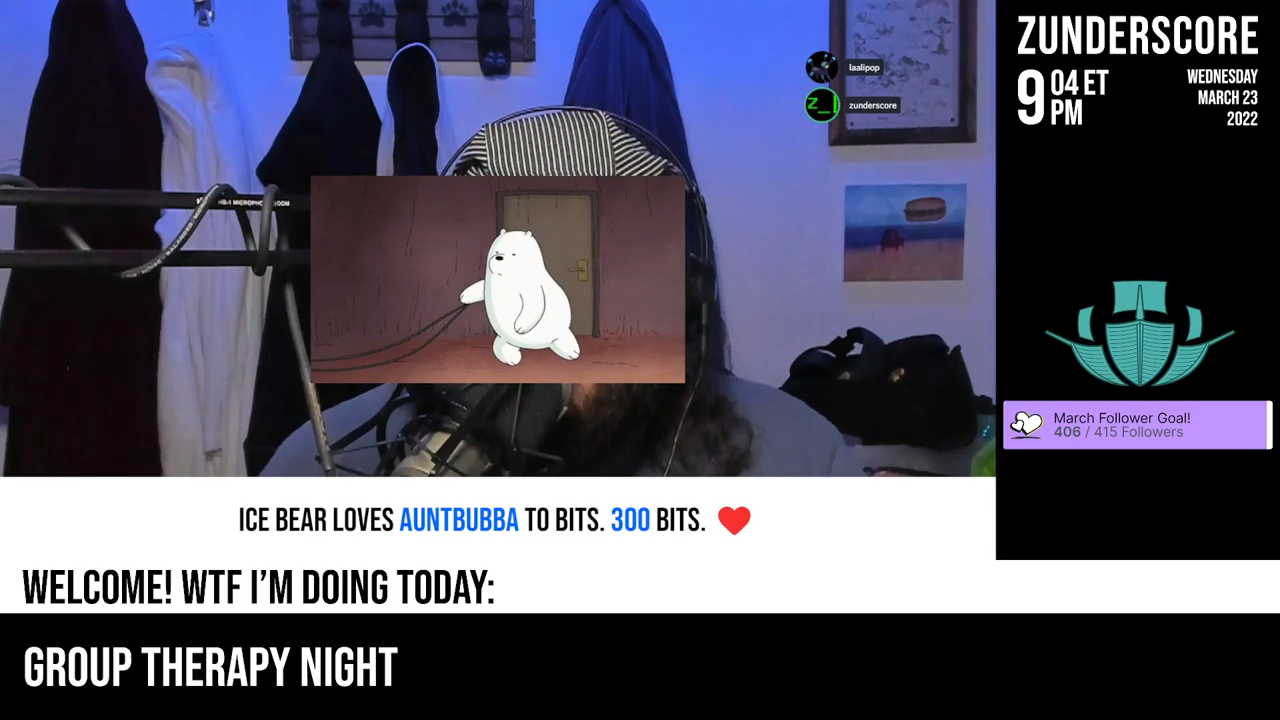 ZUNDERSCORE
9 04 ET
PM
WEDNESDAY
MARCH 23
2022
laalipop
zunderscore
March Follower Goal!
406 / 415 Followers
ICE BEAR LOVES AUNTBUBBA TO BITS. 300 BITS.
WELCOME! WTF I'M DOING TODAY:
GROUP THERAPY NIGHT